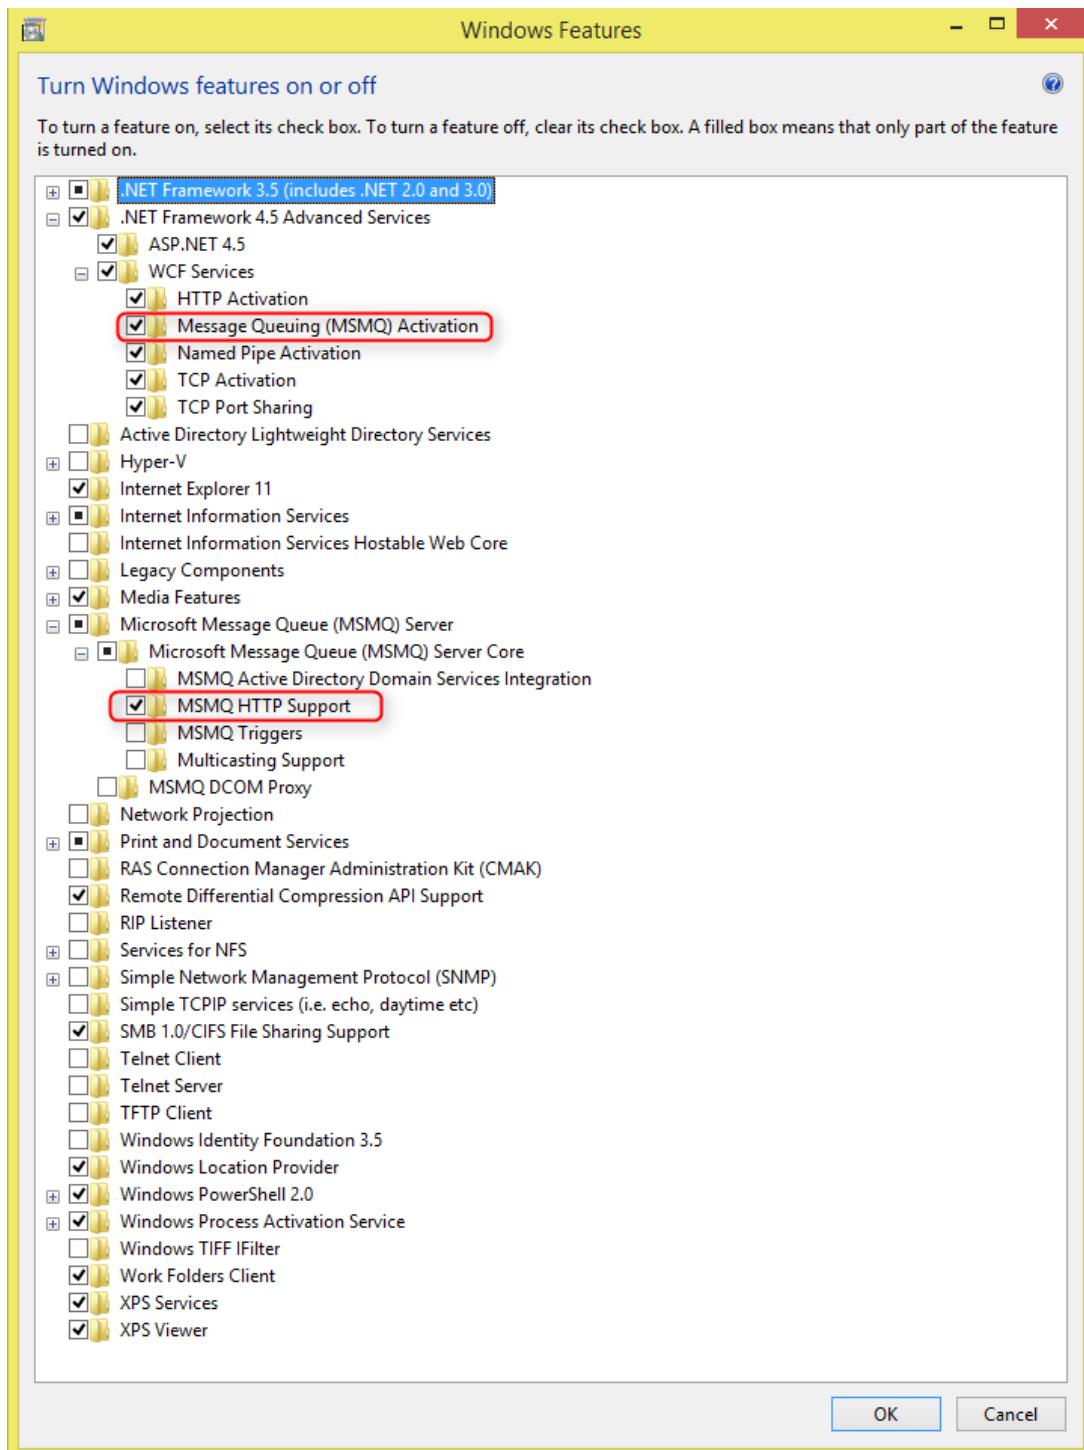 Windows Features
Turn Windows features on or off
To turn a feature on, select its check box. To turn a feature off, clear its check box. A filled box means that only part of the feature
is turned on.
.NET Framework 3.5 (includes .NET 2.0 and 3.0)
.NET Framework 4.5 Advanced Services
ASP.NET 4.5
WCF Services
HTTP Activation
Message Queuing (MSMQ) Activation
Named Pipe Activation
TCP Activation
TCP Port Sharing
Active Directory Lightweight Directory Services
Hyper-V
Internet Explorer 11
Internet Information Services
Internet Information Services Hostable Web Core
Legacy Components
Media Features
Microsoft Message Queue (MSMQ) Server
Microsoft Message Queue (MSMQ) Server Core
MSMQ Active Directory Domain Services Integration
MSMQ HTTP Support
MSMQ Triggers
Multicasting Support
MSMQ DCOM Proxy
Network Projection
Print and Document Services
RAS Connection Manager Administration Kit (CMAK)
Remote Differential Compression API Support
RIP Listener
Services for NFS
Simple Network Management Protocol (SNMP)
Simple TCPIP services (i.e. echo, daytime etc)
SMB 1.0/CIFS File Sharing Support
Telnet Client
Telnet Server
TFTP Client
Windows Identity Foundation 3.5
Windows Location Provider
Windows PowerShell 2.0
Windows Process Activation Service
Windows TIFF IFilter
Work Folders Client
XPS Services
XPS Viewer
OK Cancel